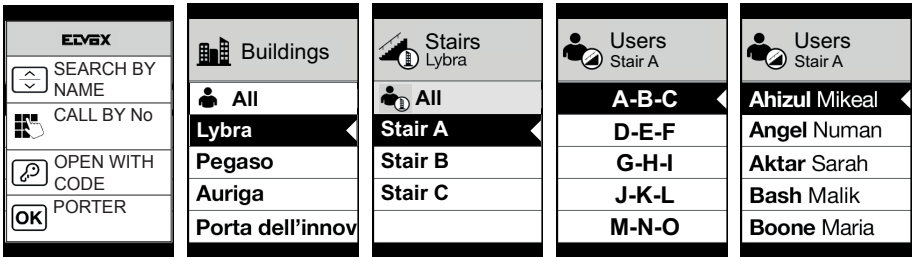 ELVOX
SEARCH BY
NAME
CALL BY No
OPEN WITH
CODE
OK
PORTER
Buildings
All
Lybra
Pegaso
Auriga
Porta dell'innov
Stairs
Lybra
All
Stair A
Stair B
Stair C
Users
Stair A
A-B-C
D-E-F
G-H-I
J-K-L
M-N-O
Users
Stair A
Ahizul Mikeal
Angel Numan
Aktar Sarah
Bash Malik
Boone Maria